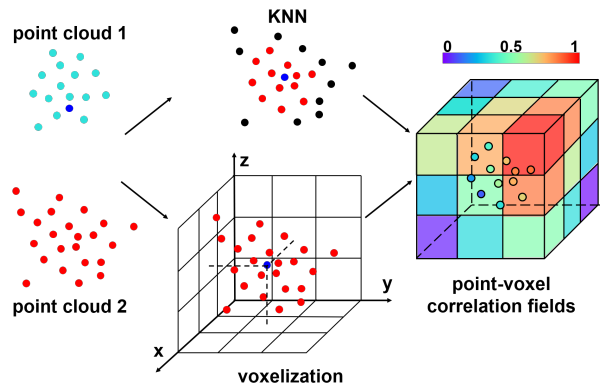 point cloud 1
KNN
0 0.5 1
point cloud 2
z
y
x
voxelization
point-voxel
correlation fields